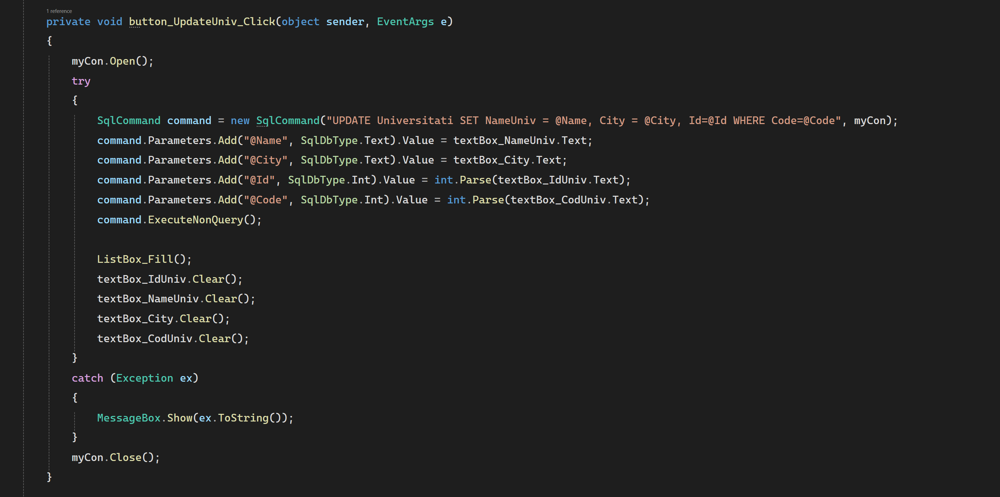 1 reference
private void button_UpdateUniv_Click(object sender, EventArgs e)
{
myCon.Open();
try
{
SqlCommand command = new SqlCommand("UPDATE Universitati SET NameUniv = @Name, City = @City, Id=@Id WHERE Code=@Code", myCon);
command.Parameters.Add("@Name", SqlDbType.Text).Value = textBox_NameUniv.Text;
command.Parameters.Add("@City", SqlDbType.Text).Value = textBox_City.Text;
command.Parameters.Add("@Id", SqlDbType.Int).Value = int.Parse(textBox_IdUniv.Text);
command.Parameters.Add("@Code", SqlDbType.Int).Value = int.Parse(textBox_CodUniv.Text);
command.ExecuteNonQuery();
ListBox_Fill();
textBox_IdUniv.Clear();
textBox_NameUniv.Clear();
textBox_City.Clear();
textBox_CodUniv.Clear();
}
catch (Exception ex)
{
MessageBox.Show(ex.ToString());
}
myCon.Close();
}